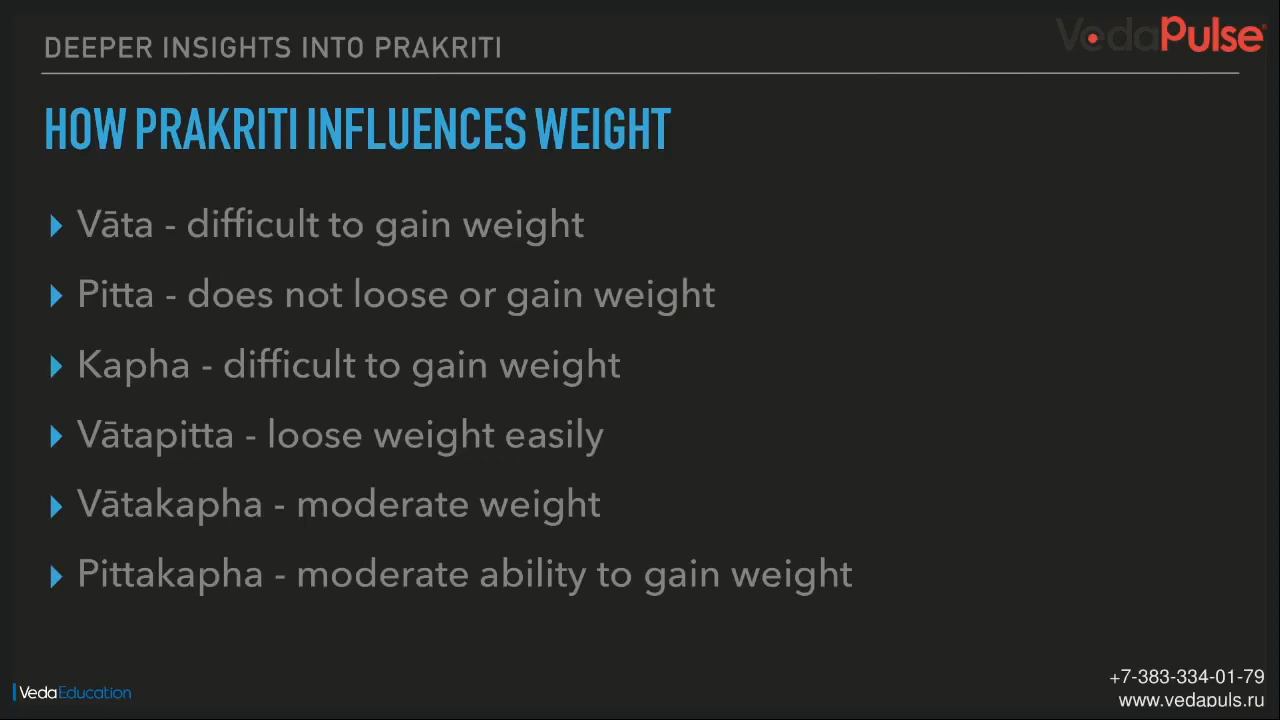 DEEPER INSIGHTS INTO PRAKRITI
VedaPulse®
HOW PRAKRITI INFLUENCES WEIGHT
Vāta - difficult to gain weight
Pitta - does not loose or gain weight
Kapha - difficult to gain weight
Vātapitta - loose weight easily
Vātakapha - moderate weight
Pittakapha - moderate ability to gain weight
VedaEducation
+7-383-334-01-79
www.vedapuls.ru